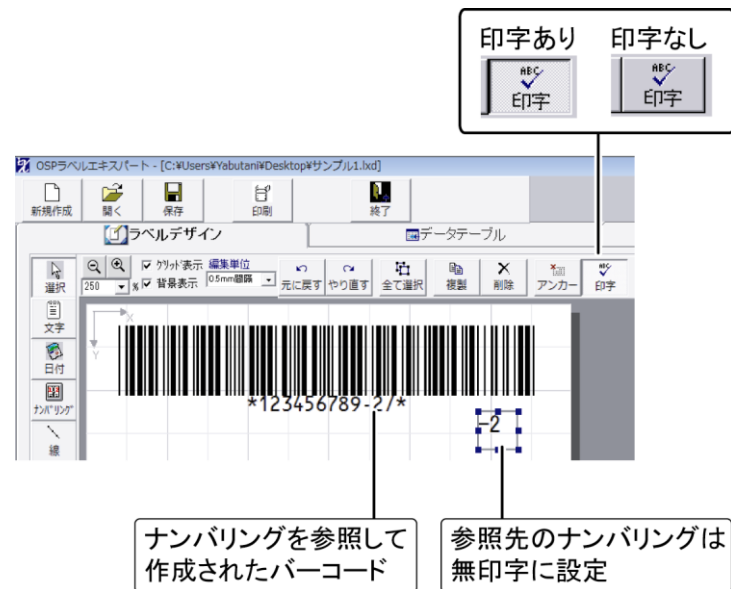 印字あり 印字なし
ABC ABC
印字 印字
OSPラベルエキスパート - [C:¥Users¥Yabutani¥Desktop¥サンプル1.lxd]
新規作成 開く 保存 印刷 終了
ラベルデザイン データテーブル
選択 250 % グリッド表示 背景表示 編集単位 0.5mm間隔 元に戻す やり直す 全て選択 複製 削除 アンカー ABC 印字
文字
日付
ナンバリング
線
X
Y
*123456789-2/*
-2
ナンバリングを参照して
作成されたバーコード
参照先のナンバリングは
無印字に設定